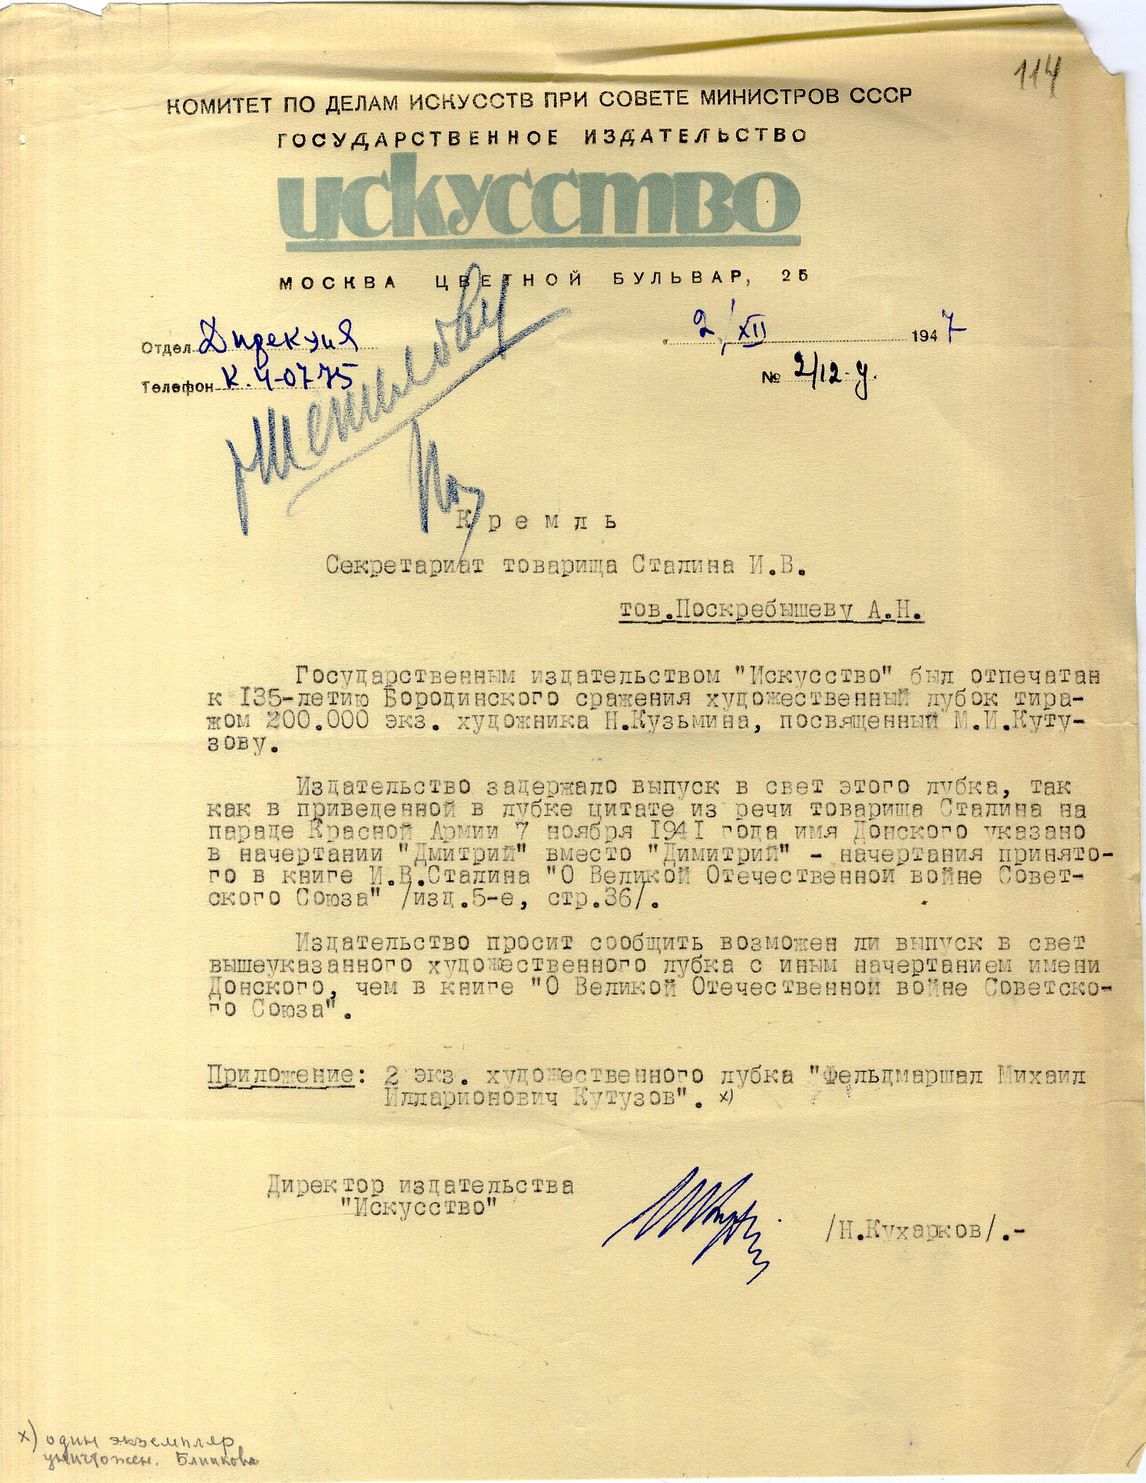 114
КОМИТЕТ ПО ДЕЛАМ ИСКУССТВ ПРИ СОВЕТЕ МИНИСТРОВ СССР
ГОСУДАРСТВЕННОЕ ИЗДАТЕЛЬСТВО
искусство
МОСКВА ЦВЕТНОЙ БУЛЬВАР, 25
Отдел Дирекция
"2" XII 1947
Телефон К.4-07-75
№ 2/12-у.
т. Шепилову
Кремль
Секретариат товарища Сталина И.В.
тов.Поскребышеву А.Н.
Государственным издательством "Искусство" был отпечатан
к 135-летию Бородинского сражения художественный лубок тира-
жом 200.000 экз. художника Н.Кузьмина, посвященный М.И.Куту-
зову.
Издательство задержало выпуск в свет этого лубка, так
как в приведенной в лубке цитате из речи товарища Сталина на
параде Красной Армии 7 ноября 1941 года имя Донского указано
в начертании "Дмитрий" вместо "Димитрий" - начертания принято-
го в книге И.В.Сталина "О Великой Отечественной войне Совет-
ского Союза" /изд.5-е, стр.36/.
Издательство просит сообщить возможен ли выпуск в свет
вышеуказанного художественного лубка с иным начертанием имени
Донского, чем в книге "О Великой Отечественной войне Советско-
го Союза".
Приложение: 2 экз. художественного лубка "Фельдмаршал Михаил
Илларионович Кутузов". х)
Директор издательства
"Искусство"
/Н.Кухарков/.-
х) один экземпляр
уничтожен. Блинкова